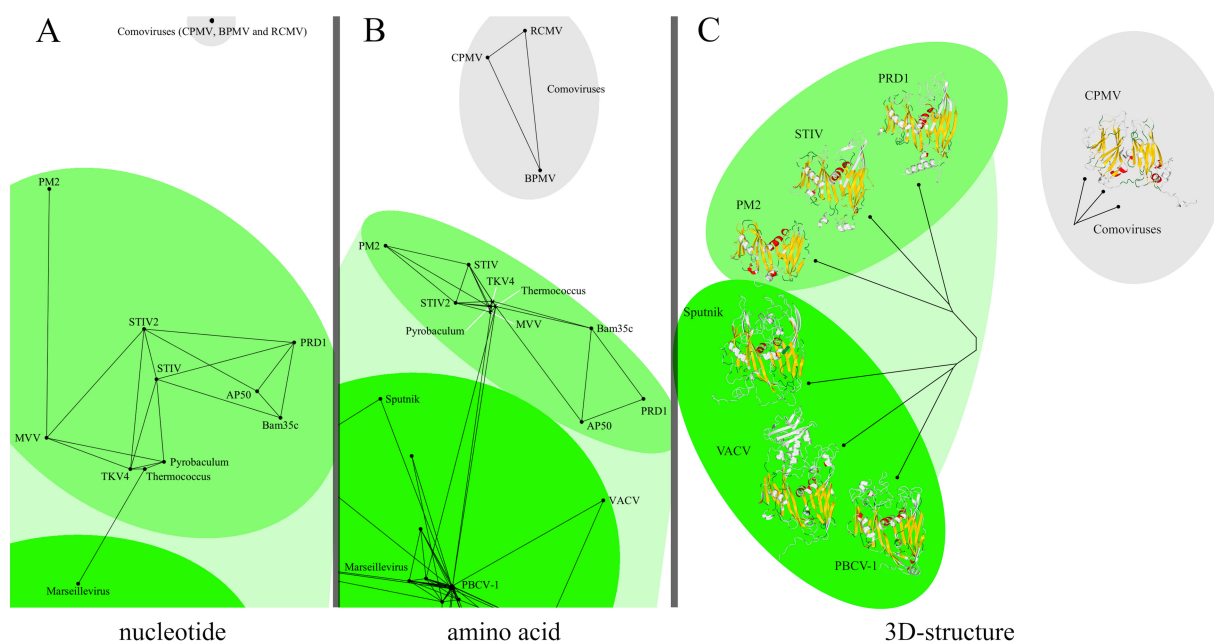 A
Comoviruses (CPMV, BPMV and RCMV)
PM2
STIV2
PRD1
STIV
AP50
Bam35c
MVV
Pyrobaculum
TKV4
Thermococcus
Marseillevirus
nucleotide
B
RCMV
CPMV
Comoviruses
BPMV
PM2
STIV
TKV4
Thermococcus
STIV2
MVV
Pyrobaculum
Bam35c
Sputnik
PRD1
AP50
VACV
Marseillevirus
PBCV-1
amino acid
C
PRD1
STIV
PM2
CPMV
Comoviruses
Sputnik
VACV
PBCV-1
3D-structure